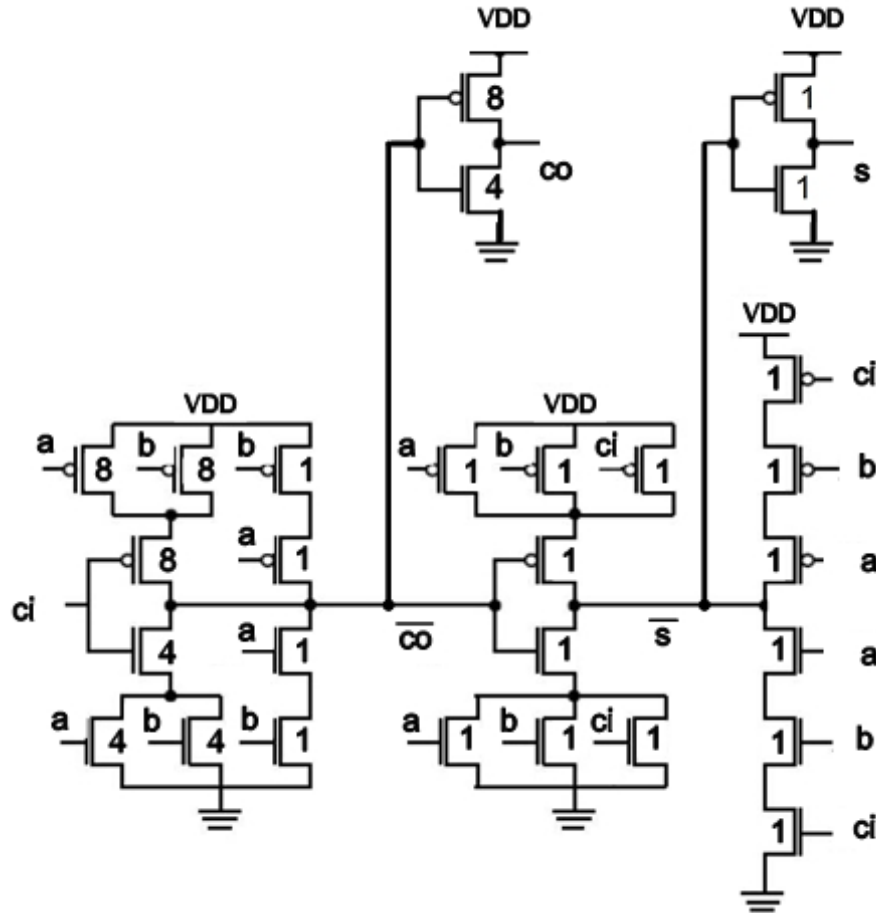 VDD VDD
8 1
co s
4 1
VDD
1 ci
VDD VDD
a b b a b ci
8 8 1 1 1 1 1 b
a
8 1 1 1 a
ci
co s
a
4 1 1 1 a
a b b a b ci
4 4 1 1 1 1 1 b
1 ci